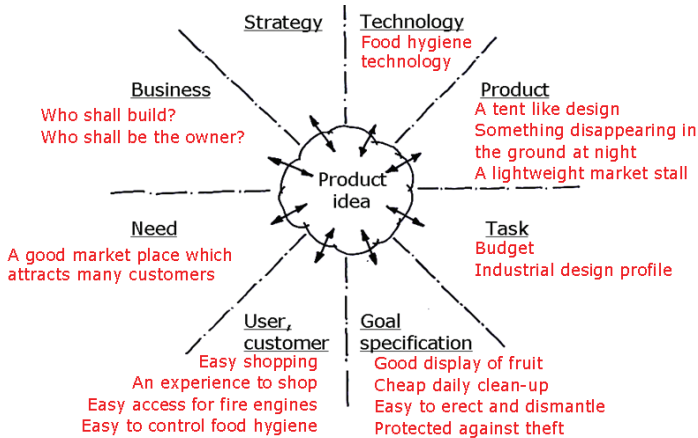 Strategy
Technology
Food hygiene
technology
Business
Who shall build?
Who shall be the owner?
Product
A tent like design
Something disappearing in
the ground at night
A lightweight market stall
Product
idea
Need
A good market place which
attracts many customers
Task
Budget
Industrial design profile
User,
customer
Easy shopping
An experience to shop
Easy access for fire engines
Easy to control food hygiene
Goal
specification
Good display of fruit
Cheap daily clean-up
Easy to erect and dismantle
Protected against theft